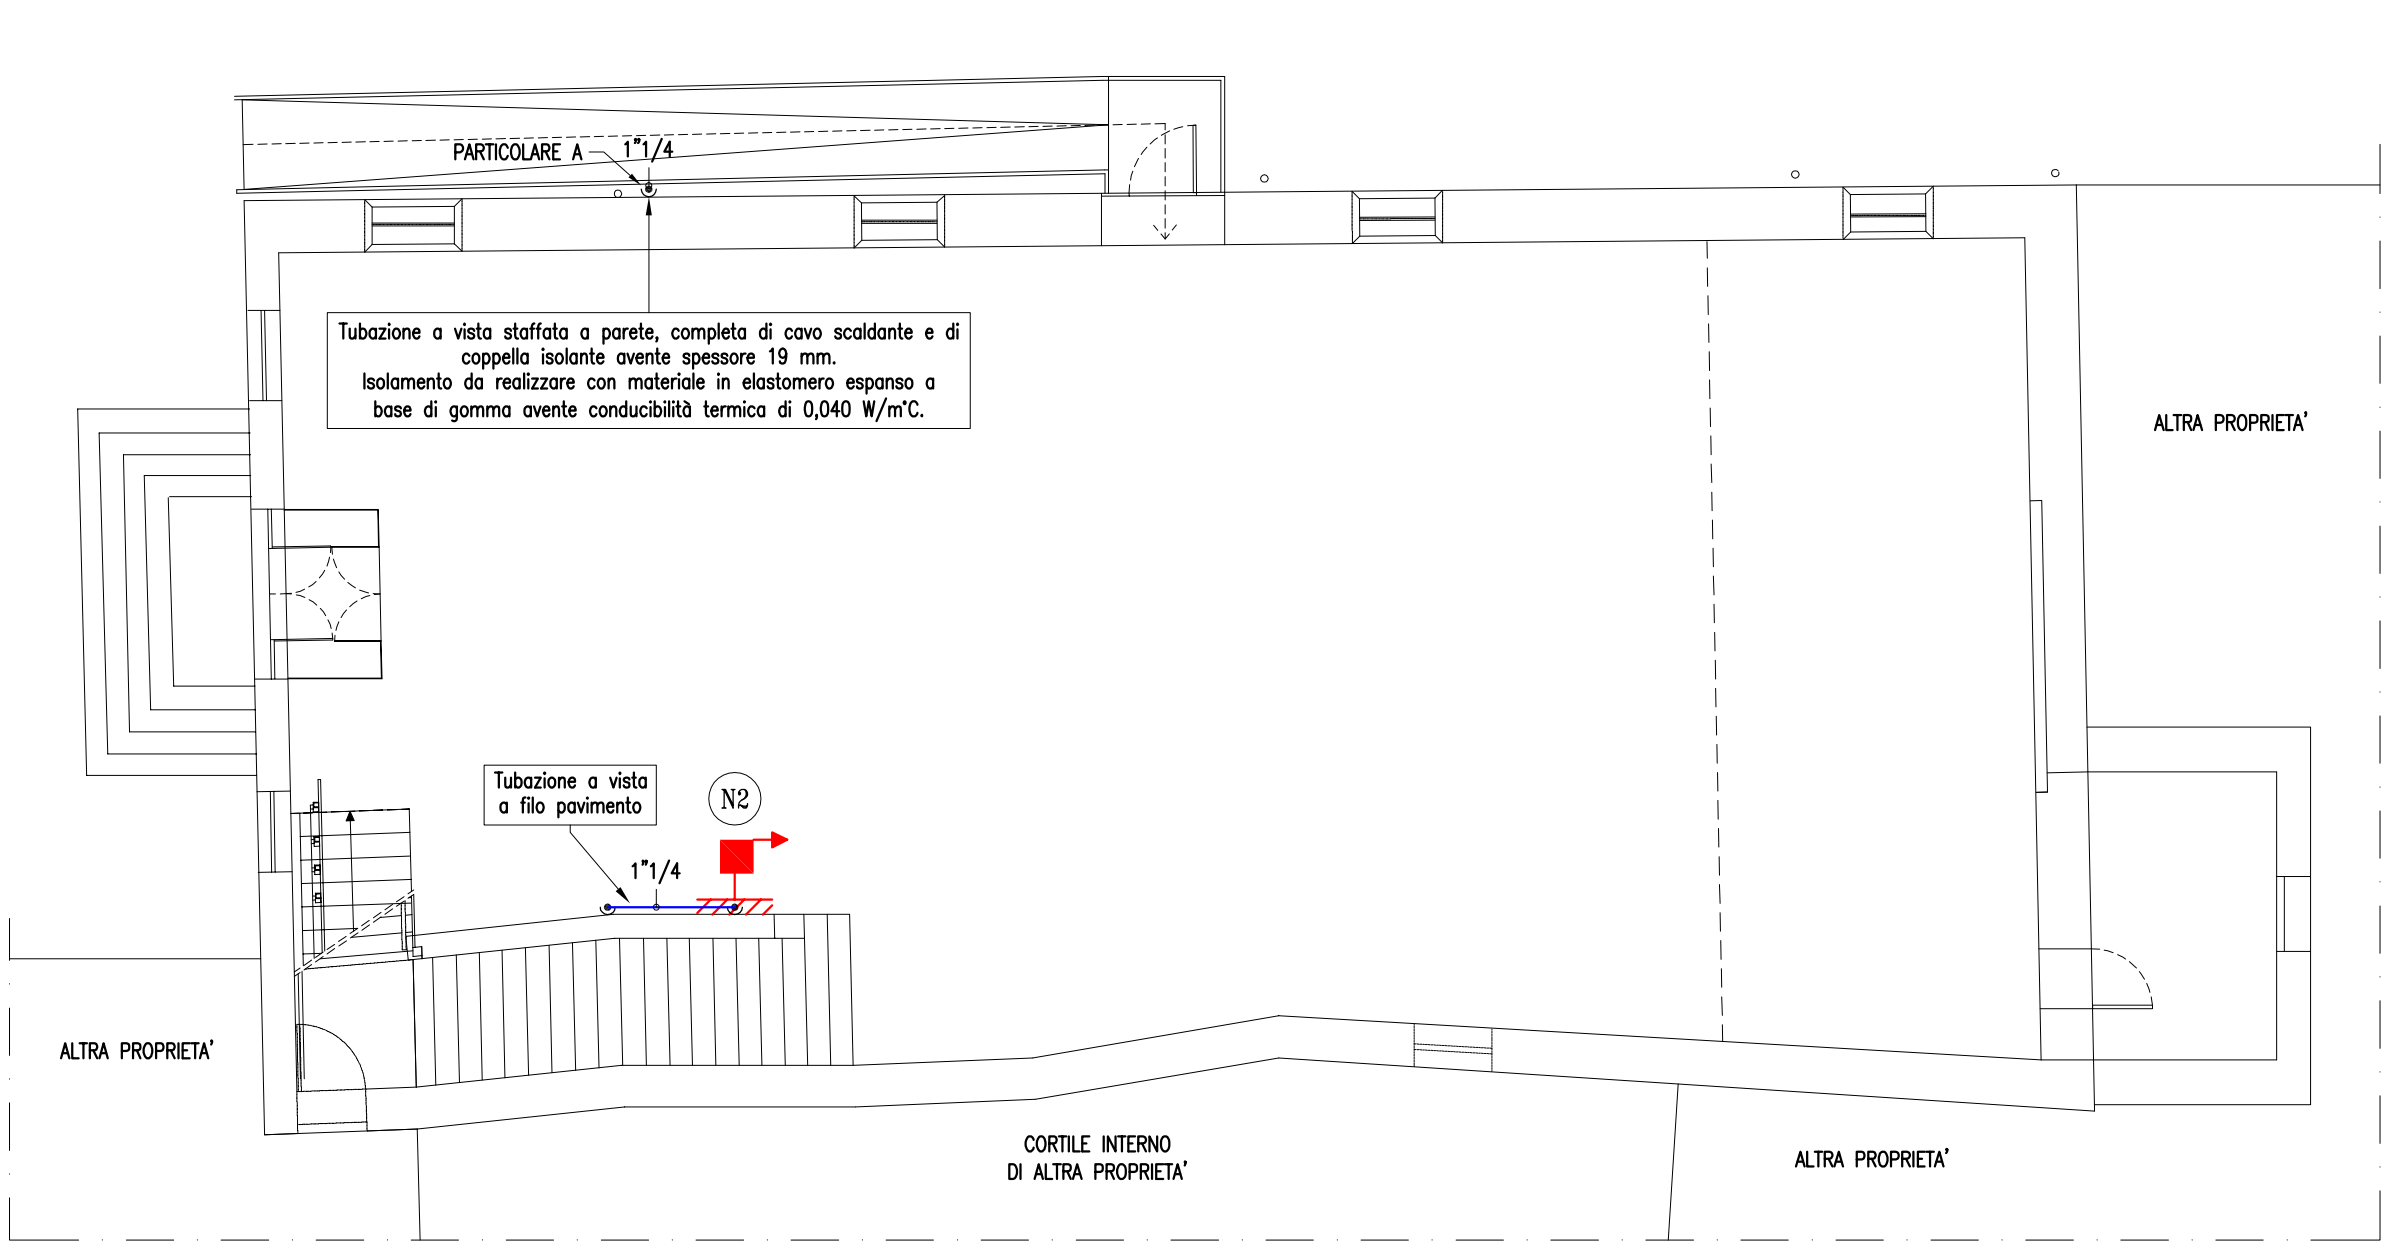 PARTICOLARE A
1"1/4
Tubazione a vista staffata a parete, completa di cavo scaldante e di
coppella isolante avente spessore 19 mm.
Isolamento da realizzare con materiale in elastomero espanso a
base di gomma avente conducibilità termica di 0,040 W/m°C.
ALTRA PROPRIETA'
Tubazione a vista
a filo pavimento
N2
1"1/4
ALTRA PROPRIETA'
CORTILE INTERNO
DI ALTRA PROPRIETA'
ALTRA PROPRIETA'